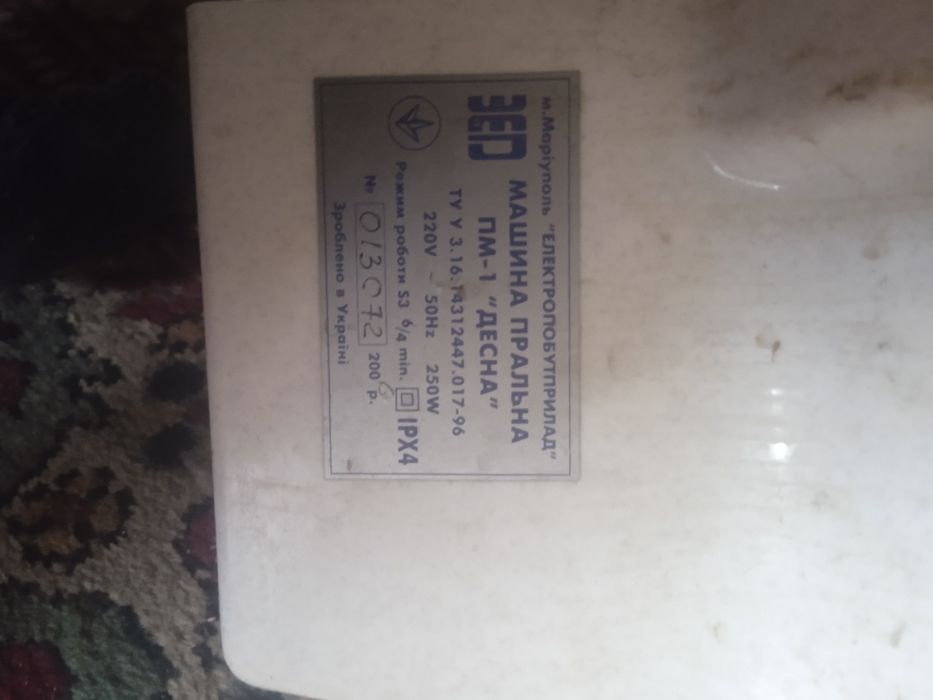 м.Маріуполь "ЕЛЕКТРОПОБУТПРИЛАД"
ЗЕП МАШИНА ПРАЛЬНА
ПМ-1 "ДЕСНА"
ТУ У 3.16.14312447.017-96
220V ~ 50Hz 250W
Режим роботи S3 6/4 min. IPX4
№ 013072 2006 р.
Зроблено в Україні